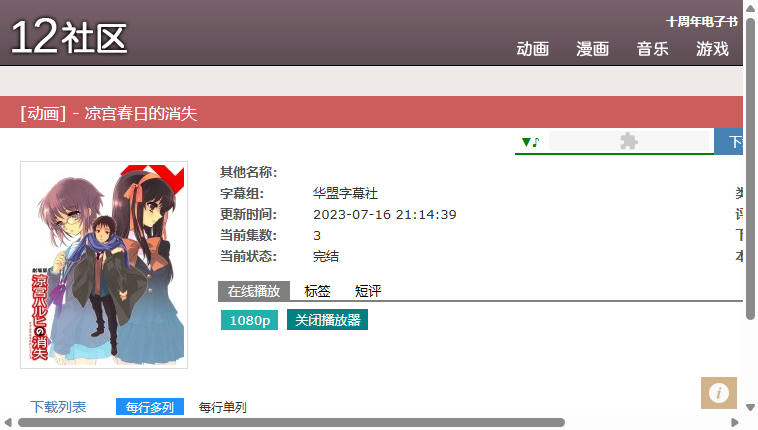 12社区
十周年电子书
动画 漫画 音乐 游戏
[动画] - 凉宫春日的消失
▼♪
其他名称:
字幕组: 华盟字幕社
更新时间: 2023-07-16 21:14:39
当前集数: 3
当前状态: 完结
劇場版
涼宮ハルヒの消失
在线播放 标签 短评
1080p 关闭播放器
下载列表 每行多列 每行单列